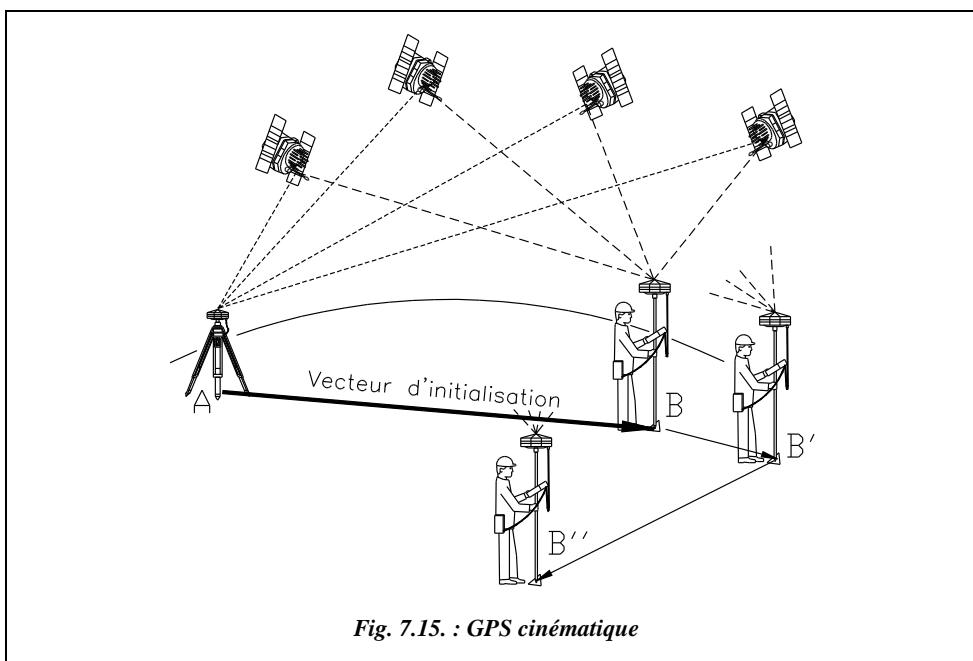 Vecteur d'initialisation
A
B
B'
B''
Fig. 7.15. : GPS cinématique